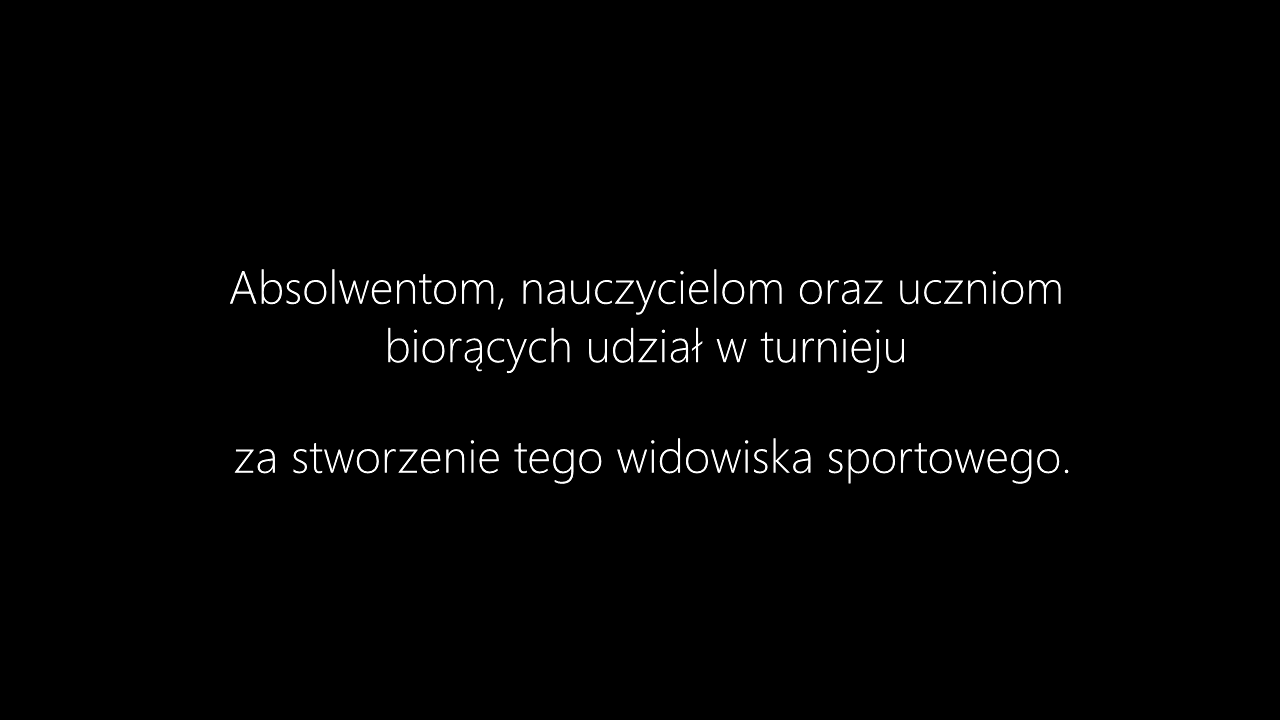 Absolwentom, nauczycielom oraz uczniom
biorących udział w turnieju
za stworzenie tego widowiska sportowego.